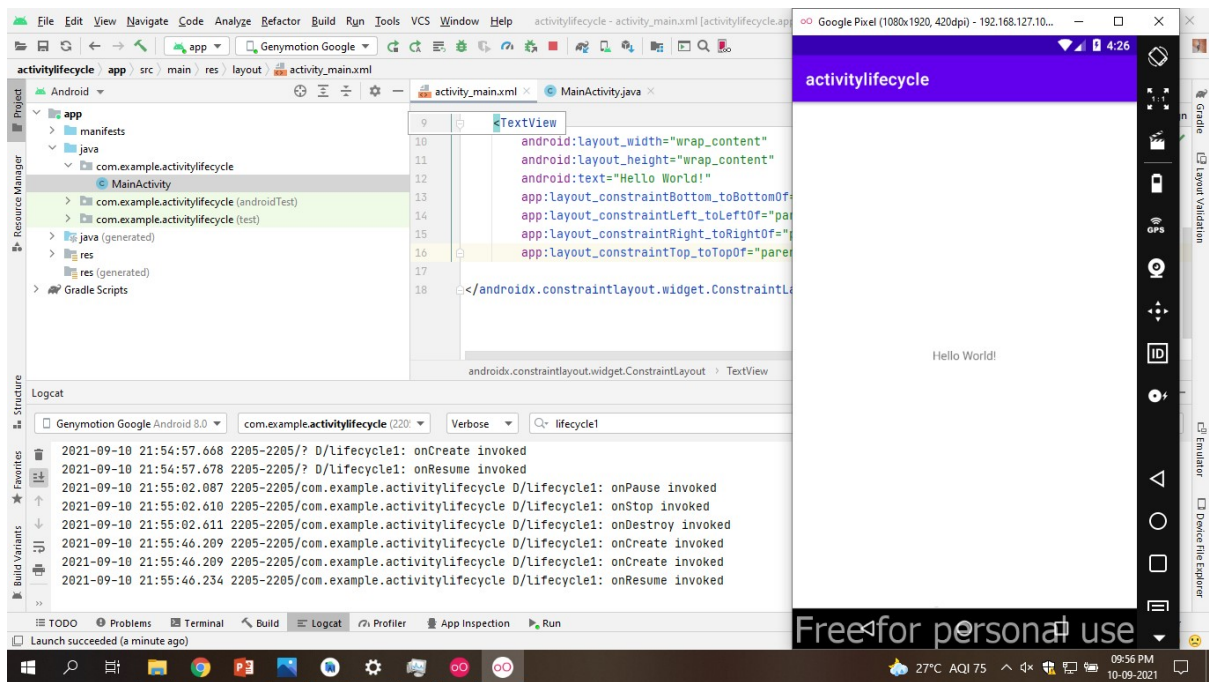 File Edit View Navigate Code Analyze Refactor Build Run Tools VCS Window Help activitylifecycle - activity_main.xml [activitylifecycle.app
Google Pixel (1080x1920, 420dpi) - 192.168.127.10...
app Genymotion Google
4:26
activitylifecycle app src main res layout activity_main.xml
activitylifecycle
Project
Android
activity_main.xml MainActivity.java
app
manifests
java
com.example.activitylifecycle
MainActivity
com.example.activitylifecycle (androidTest)
com.example.activitylifecycle (test)
java (generated)
res
res (generated)
Gradle Scripts
Resource Manager
9 <TextView
10 android:layout_width="wrap_content"
11 android:layout_height="wrap_content"
12 android:text="Hello World!"
13 app:layout_constraintBottom_toBottomOf=
14 app:layout_constraintLeft_toLeftOf="par
15 app:layout_constraintRight_toRightOf="p
16 app:layout_constraintTop_toTopOf="paren
17
18 </androidx.constraintlayout.widget.ConstraintLa
androidx.constraintlayout.widget.ConstraintLayout TextView
Hello World!
1:1
GPS
ID
Gradle
Layout Validation
Emulator
Device File Explorer
Structure
Favorites
Build Variants
Logcat
Genymotion Google Android 8.0 com.example.activitylifecycle (220 Verbose lifecycle1
2021-09-10 21:54:57.668 2205-2205/? D/lifecycle1: onCreate invoked
2021-09-10 21:54:57.678 2205-2205/? D/lifecycle1: onResume invoked
2021-09-10 21:55:02.087 2205-2205/com.example.activitylifecycle D/lifecycle1: onPause invoked
2021-09-10 21:55:02.610 2205-2205/com.example.activitylifecycle D/lifecycle1: onStop invoked
2021-09-10 21:55:02.611 2205-2205/com.example.activitylifecycle D/lifecycle1: onDestroy invoked
2021-09-10 21:55:46.209 2205-2205/com.example.activitylifecycle D/lifecycle1: onCreate invoked
2021-09-10 21:55:46.209 2205-2205/com.example.activitylifecycle D/lifecycle1: onCreate invoked
2021-09-10 21:55:46.234 2205-2205/com.example.activitylifecycle D/lifecycle1: onResume invoked
TODO Problems Terminal Build Logcat Profiler App Inspection Run
Free for personal use
Launch succeeded (a minute ago)
27°C AQI 75 09:56 PM
10-09-2021